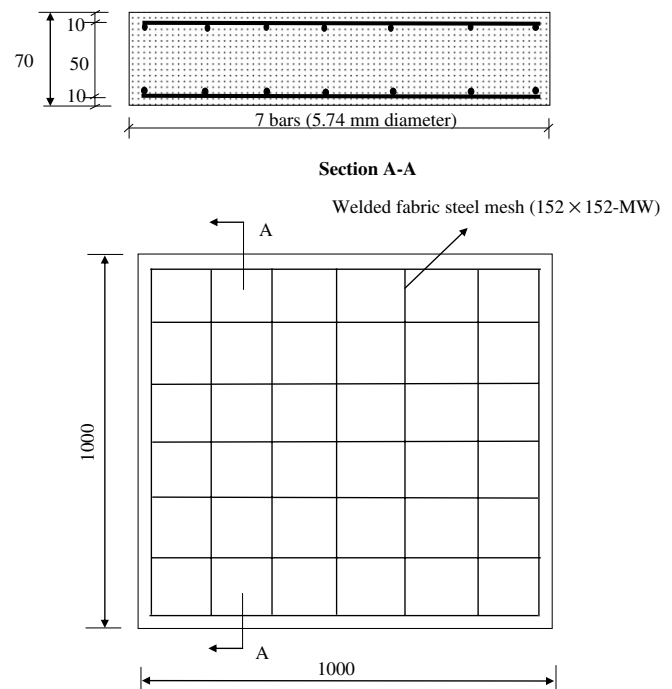 10
70
50
10
7 bars (5.74 mm diameter)
Section A-A
Welded fabric steel mesh (152 × 152-MW)
A
1000
A
1000